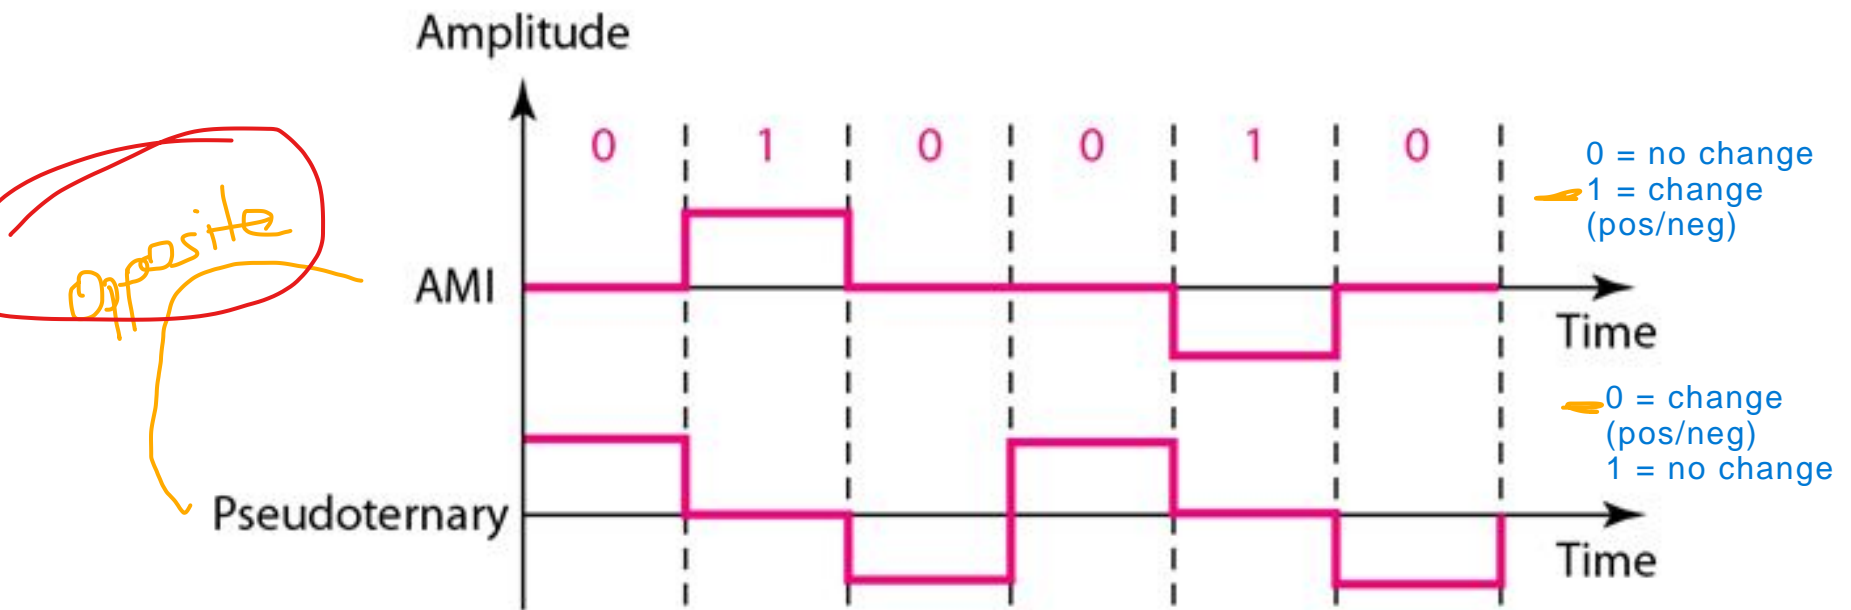 Amplitude
0 1 0 0 1 0
0 = no change
1 = change
(pos/neg)
opposite
AMI
Time
0 = change
(pos/neg)
1 = no change
Pseudoternary
Time